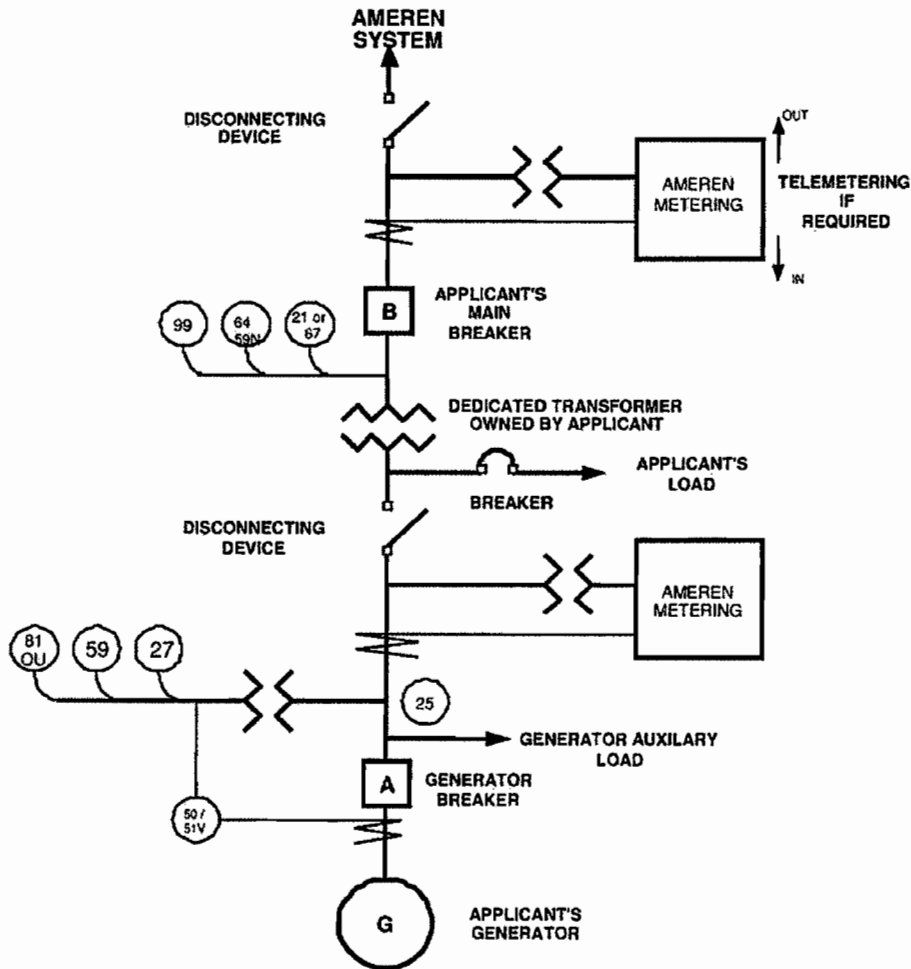 AMEREN
SYSTEM
DISCONNECTING
DEVICE
OUT
AMEREN
METERING
TELEMETERING
IF
REQUIRED
IN
B
APPLICANT'S
MAIN
BREAKER
99
64
59N
21 or
87
DEDICATED TRANSFORMER
OWNED BY APPLICANT
APPLICANT'S
LOAD
BREAKER
DISCONNECTING
DEVICE
AMEREN
METERING
81
OU
59
27
25
GENERATOR AUXILARY
LOAD
A
GENERATOR
BREAKER
50 /
51V
G
APPLICANT'S
GENERATOR